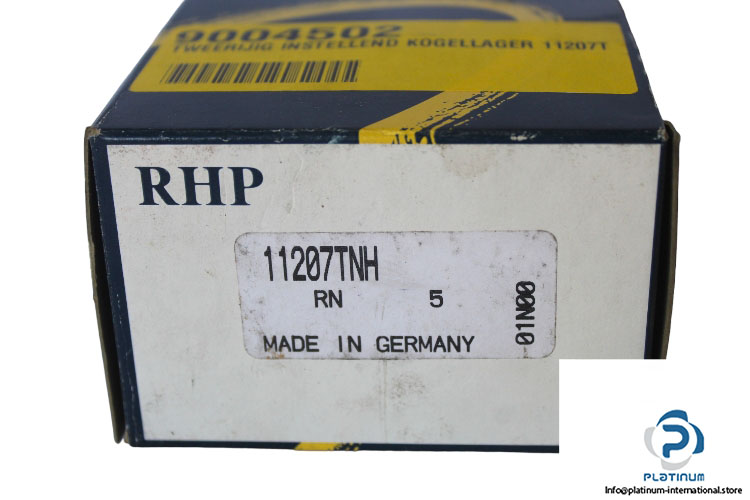 9004502
TWEERIJIG INSTELLEND KOGELLAGER 11207T
RHP
11207TNH
RN 5
MADE IN GERMANY
01N00
PLATINUM
Info@platinum-international.store